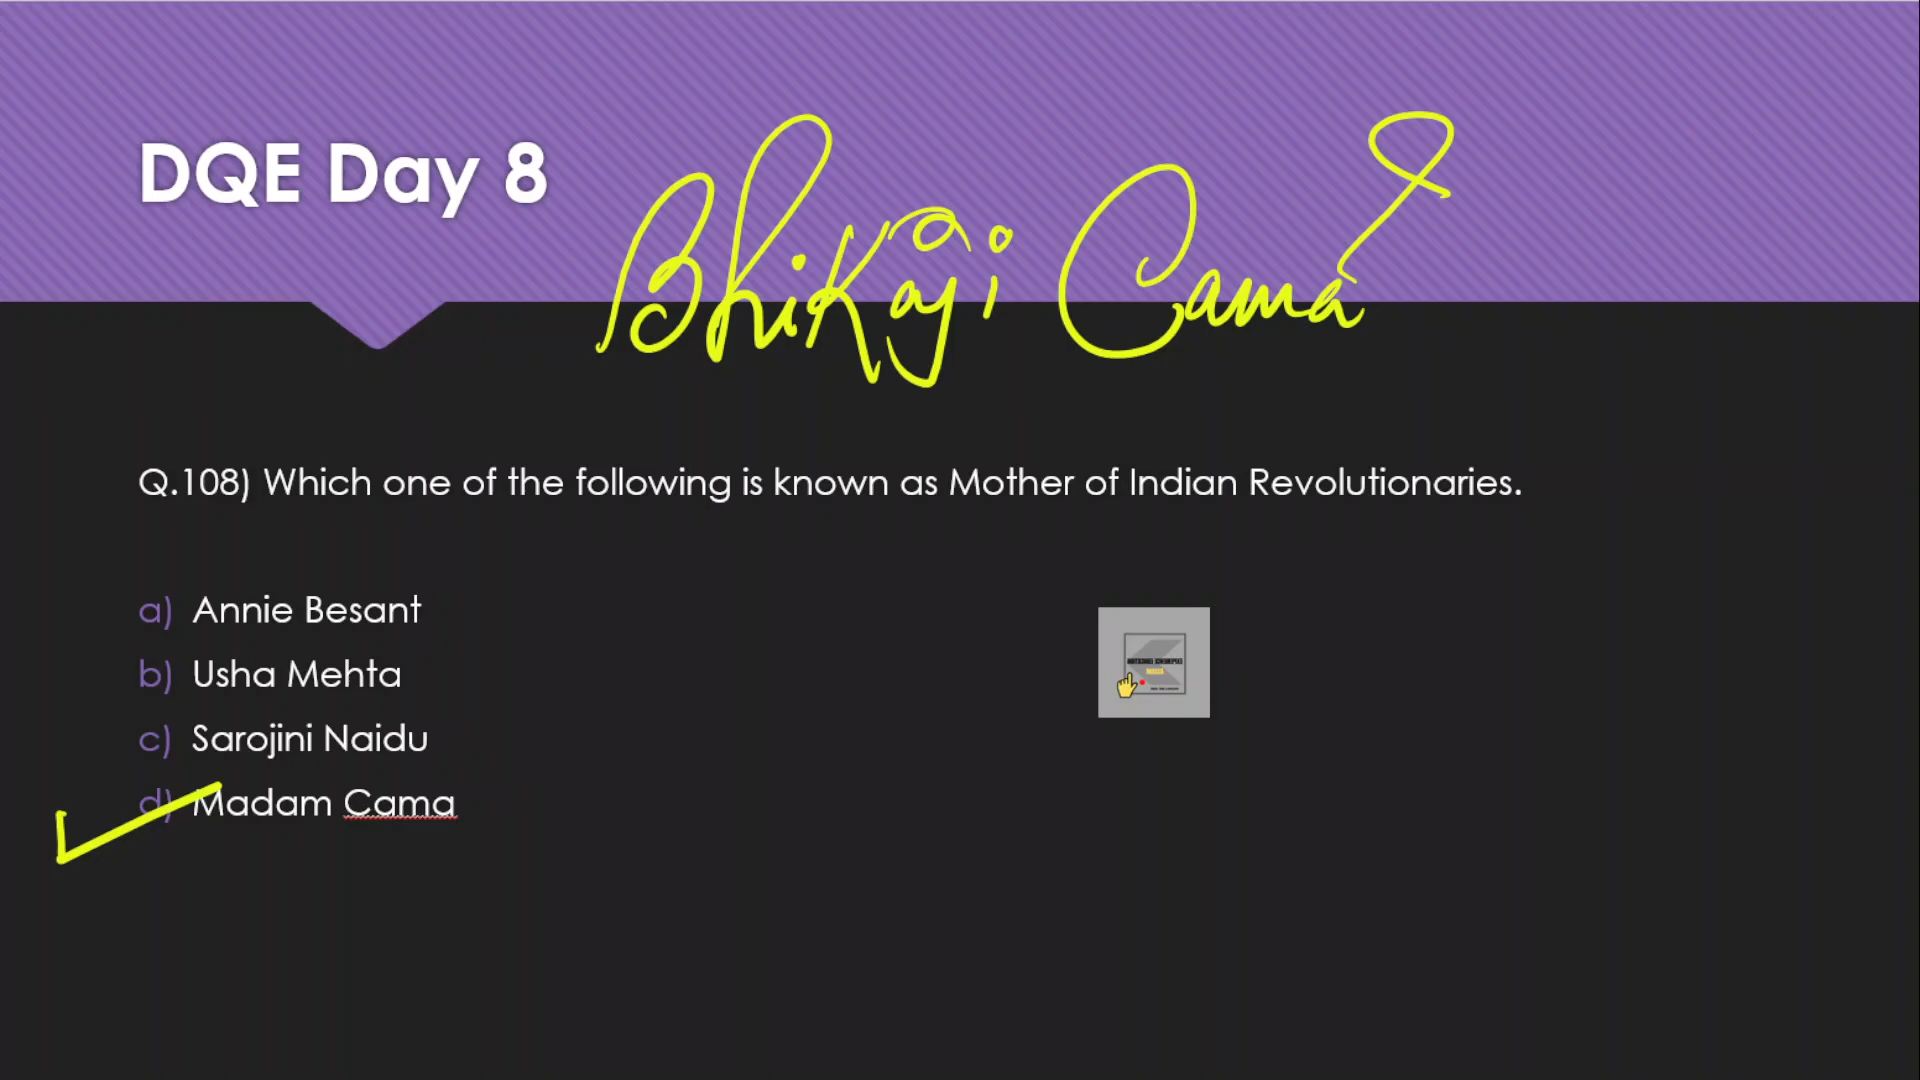 DQE Day 8
Bhikaji Cama
Q.108) Which one of the following is known as Mother of Indian Revolutionaries.
a) Annie Besant
b) Usha Mehta
c) Sarojini Naidu
d) Madam Cama